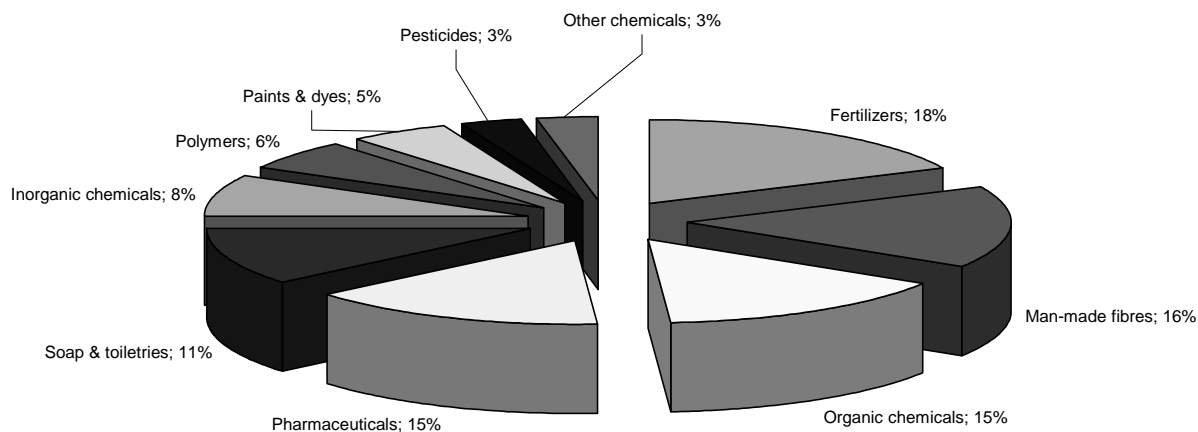 Other chemicals; 3%
Pesticides; 3%
Paints & dyes; 5%
Fertilizers; 18%
Polymers; 6%
Inorganic chemicals; 8%
Man-made fibres; 16%
Soap & toiletries; 11%
Pharmaceuticals; 15%
Organic chemicals; 15%